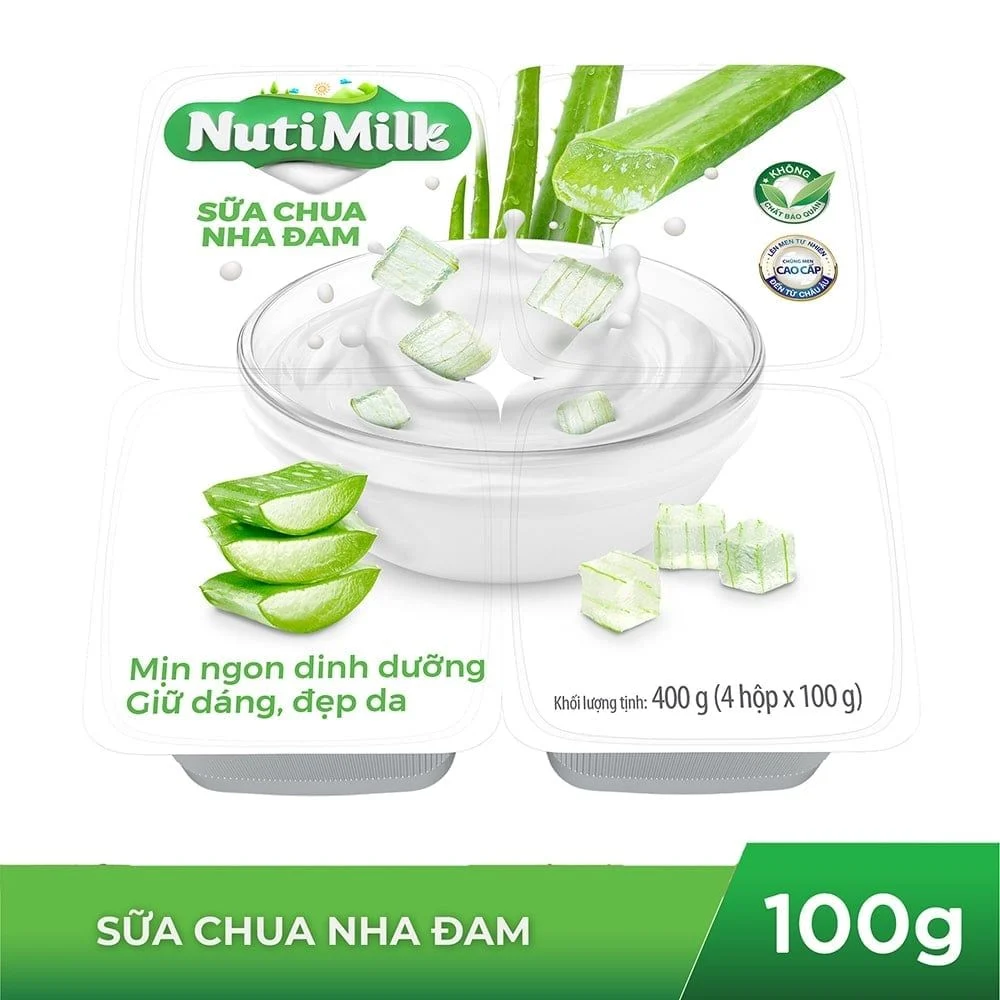 NutiMilk
SỮA CHUA
NHA ĐAM
KHÔNG
CHẤT BẢO QUẢN
LÊN MEN TỰ NHIÊN
CHỦNG MEN
CAO CẤP
ĐẾN TỪ CHÂU ÂU
Mịn ngon dinh dưỡng
Giữ dáng, đẹp da
Khối lượng tịnh: 400 g (4 hộp x 100 g)
SỮA CHUA NHA ĐAM
100g